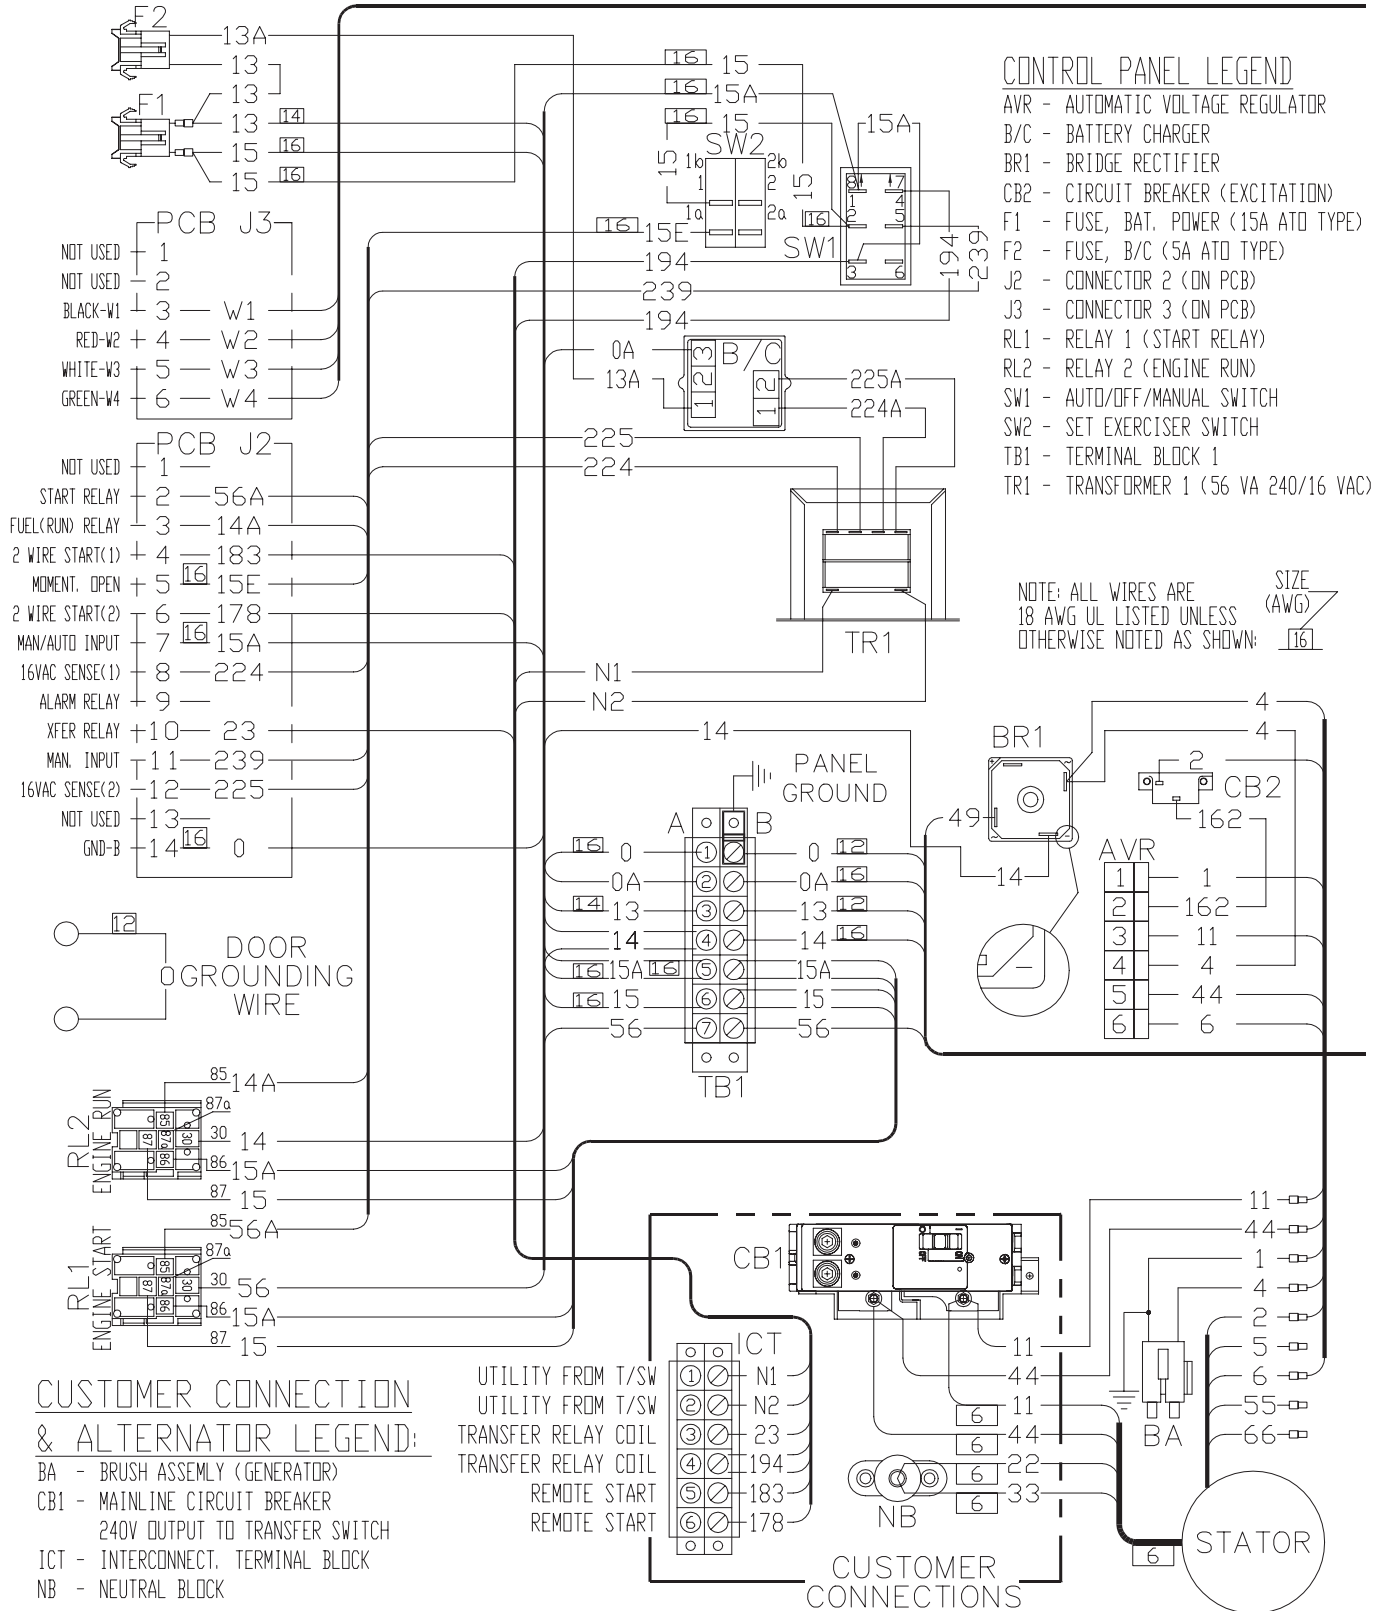 F2
13A
13
13
F1
13 14
15 16
15 16
16 15
16 15A
16 15
15A
SW2
15
1b 2b
1 2
1a 2a
15
16
SW1
8 7
1 4
2 5
3 6
16 15E
194
239
194
194
239
CONTROL PANEL LEGEND
AVR - AUTOMATIC VOLTAGE REGULATOR
B/C - BATTERY CHARGER
BR1 - BRIDGE RECTIFIER
CB2 - CIRCUIT BREAKER (EXCITATION)
F1 - FUSE, BAT. POWER (15A ATO TYPE)
F2 - FUSE, B/C (5A ATO TYPE)
J2 - CONNECTOR 2 (ON PCB)
J3 - CONNECTOR 3 (ON PCB)
RL1 - RELAY 1 (START RELAY)
RL2 - RELAY 2 (ENGINE RUN)
SW1 - AUTO/OFF/MANUAL SWITCH
SW2 - SET EXERCISER SWITCH
TB1 - TERMINAL BLOCK 1
TR1 - TRANSFORMER 1 (56 VA 240/16 VAC)
PCB J3
NOT USED 1
NOT USED 2
BLACK-W1 3 W1
RED-W2 4 W2
WHITE-W3 5 W3
GREEN-W4 6 W4
0A
13A
3 B/C
2 2
1 1
225A
224A
225
224
PCB J2
NOT USED 1
START RELAY 2 56A
FUEL(RUN) RELAY 3 14A
2 WIRE START(1) 4 183
MOMENT. OPEN 5 16 15E
2 WIRE START(2) 6 178
MAN/AUTO INPUT 7 16 15A
16VAC SENSE(1) 8 224
ALARM RELAY 9
XFER RELAY 10 23
MAN. INPUT 11 239
16VAC SENSE(2) 12 225
NOT USED 13
GND-B 14 16 0
TR1
N1
N2
NOTE: ALL WIRES ARE
18 AWG UL LISTED UNLESS
OTHERWISE NOTED AS SHOWN:
SIZE
(AWG)
16
14
PANEL
GROUND
BR1
4
4
49
14
2
CB2
162
A B
16 0 1 0 12
0A 2 0A 16
14 13 3 13 12
14 4 14 16
16 15A 16 5 15A
16 15 6 15
56 7 56
TB1
AVR
1 1
2 162
3 11
4 4
5 44
6 6
12
DOOR
0 GROUNDING
WIRE
RL2
ENGINE RUN
85 14A
87a
30 14
86 15A
87 15
85
87 87a 30
86
RL1
ENGINE START
85 56A
87a
30 56
86 15A
87 15
85
87 87a 30
86
CB1
11
44
6 11
6 44
6 22
6 33
NB
11
44
1
4
2
5
6
55
66
BA
6
STATOR
ICT
UTILITY FROM T/SW 1 N1
UTILITY FROM T/SW 2 N2
TRANSFER RELAY COIL 3 23
TRANSFER RELAY COIL 4 194
REMOTE START 5 183
REMOTE START 6 178
CUSTOMER
CONNECTIONS
CUSTOMER CONNECTION
& ALTERNATOR LEGEND:
BA - BRUSH ASSEMLY (GENERATOR)
CB1 - MAINLINE CIRCUIT BREAKER
240V OUTPUT TO TRANSFER SWITCH
ICT - INTERCONNECT. TERMINAL BLOCK
NB - NEUTRAL BLOCK